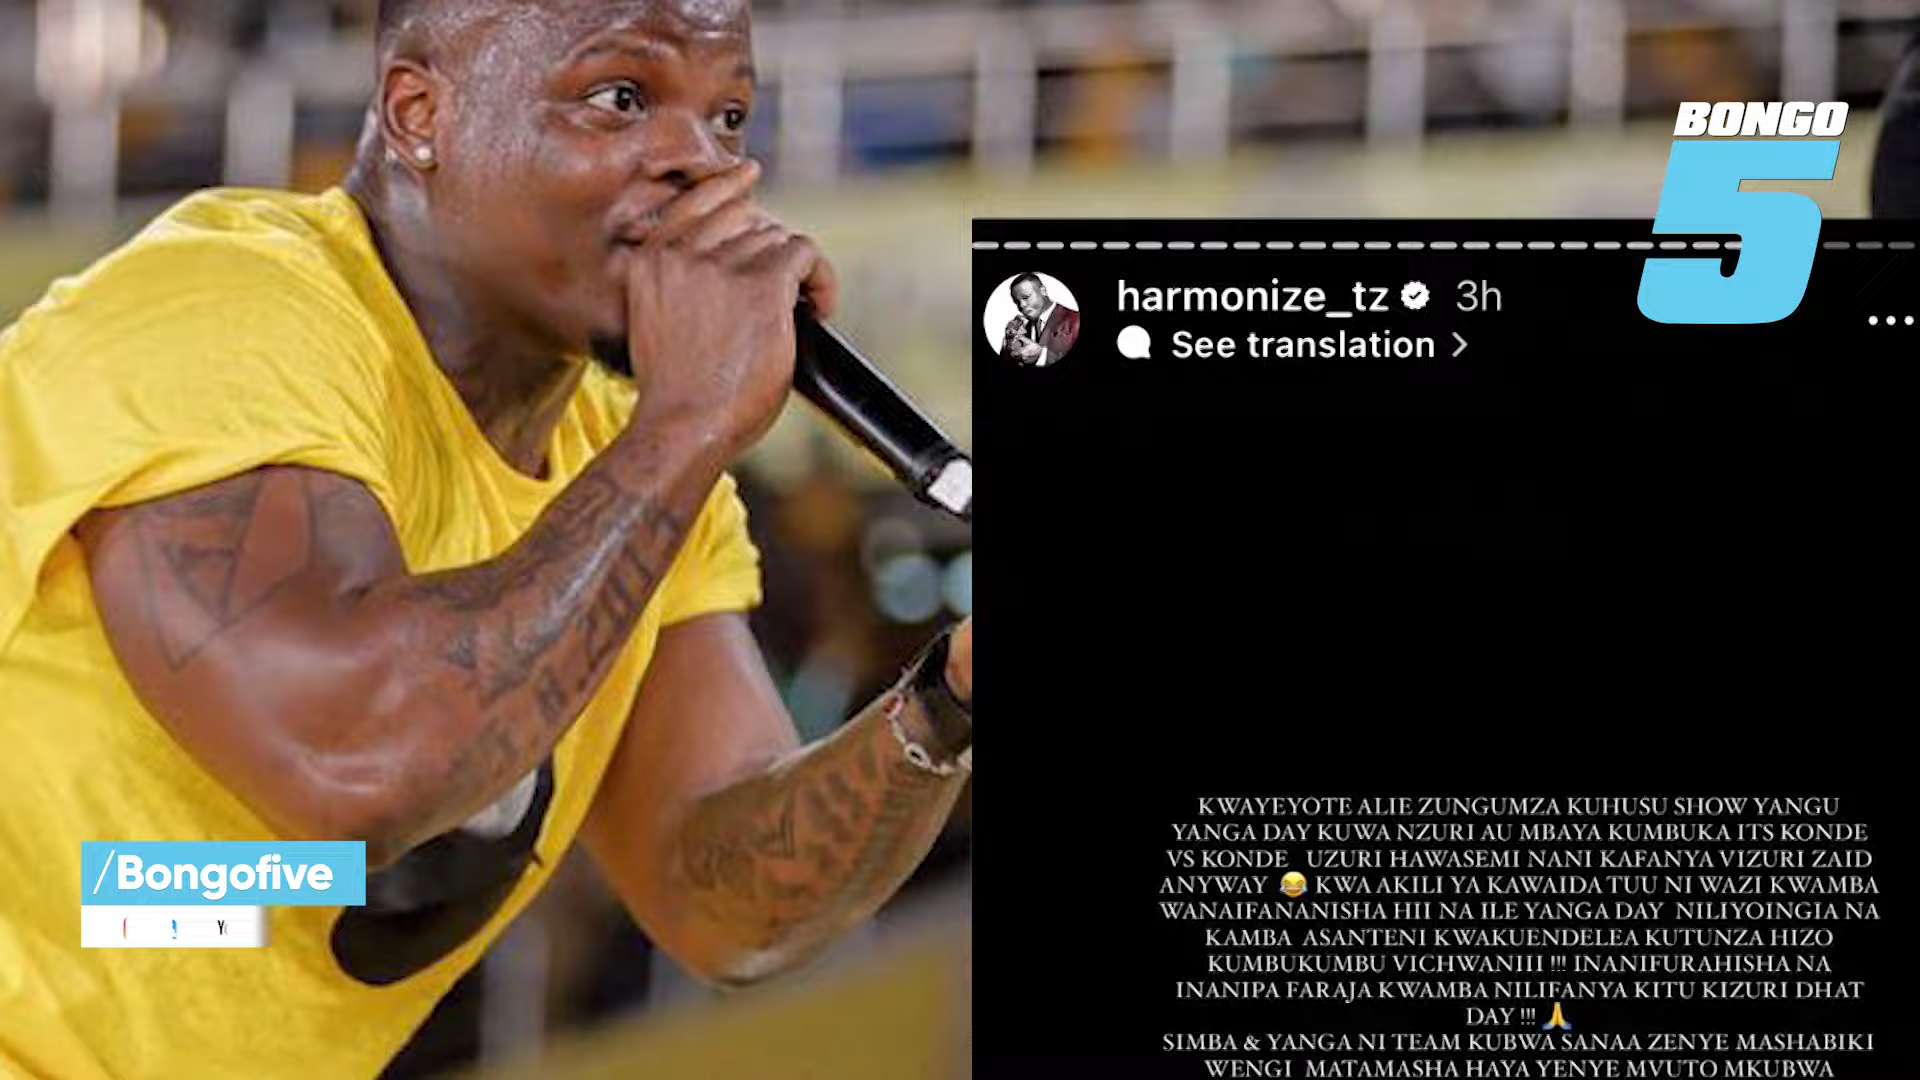 BONGO
5
harmonize_tz 3h
See translation >
KWAYEYOTE ALIE ZUNGUMZA KUHUSU SHOW YANGU
YANGA DAY KUWA NZURI AU MBAYA KUMBUKA ITS KONDE
VS KONDE UZURI HAWASEMI NANI KAFANYA VIZURI ZAID
ANYWAY 😂 KWA AKILI YA KAWAIDA TUU NI WAZI KWAMBA
WANAIFANANISHA HII NA ILE YANGA DAY NILIYOINGIA NA
KAMBA ASANTENI KWAKUENDELEA KUTUNZA HIZO
KUMBUKUMBU VICHWANIII !!! INANIFURAHISHA NA
INANIPA FARAJA KWAMBA NILIFANYA KITU KIZURI DHAT
DAY !!! 🙏
SIMBA & YANGA NI TEAM KUBWA SANAA ZENYE MASHABIKI
WENGI MATAMASHA HAYA YENYE MVUTO MKUBWA
/Bongofive